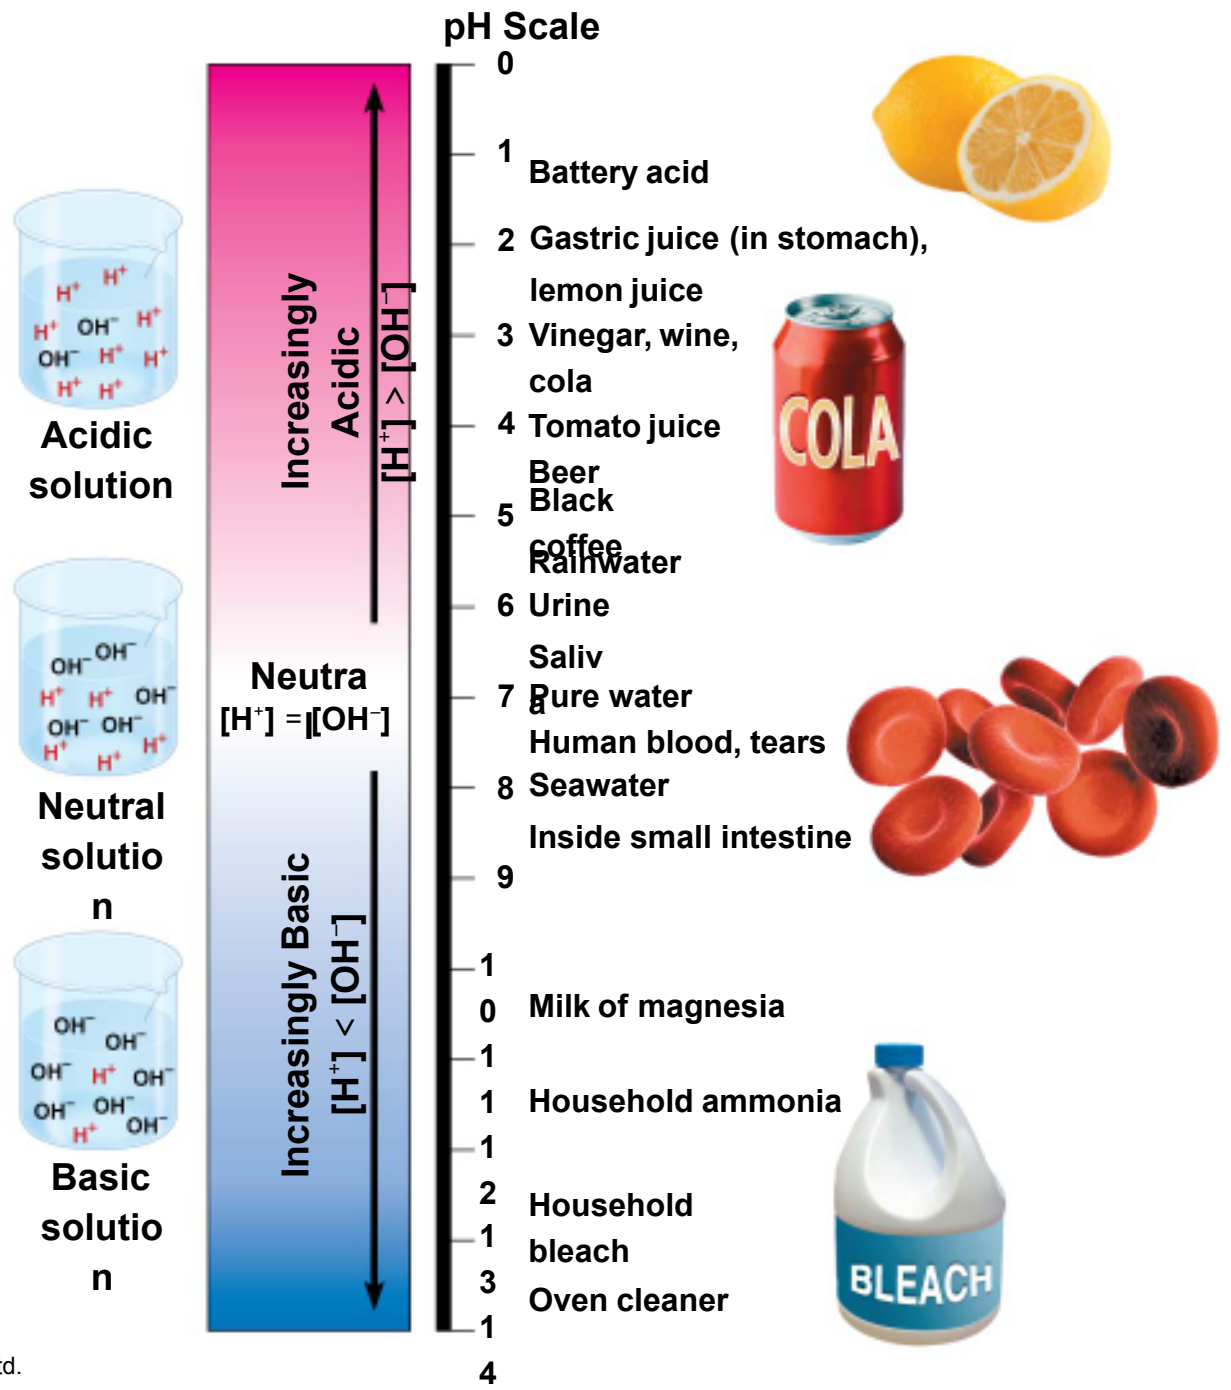 pH Scale
0
1
Battery acid
2 Gastric juice (in stomach),
lemon juice
3 Vinegar, wine,
cola
4 Tomato juice
Beer
Black
5
coffee
Rainwater
6 Urine
Saliv
a
7 Pure water
Human blood, tears
8 Seawater
Inside small intestine
9
1
0 Milk of magnesia
1
1 Household ammonia
1
2 Household
1 bleach
3
Oven cleaner
1
4
Increasingly
Acidic
[H⁺] > [OH⁻]
Neutra
l
[H⁺] = [OH⁻]
Increasingly Basic
[H⁺] < [OH⁻]
H⁺ H⁺
H⁺ OH⁻ H⁺
OH⁻ H⁺ H⁺
H⁺ H⁺
Acidic
solution
OH⁻ OH⁻
H⁺ H⁺ OH⁻
OH⁻ OH⁻
H⁺ H⁺ H⁺
Neutral
solutio
n
OH⁻ OH⁻
OH⁻ H⁺ OH⁻
OH⁻ OH⁻
H⁺ OH⁻
Basic
solutio
n
COLA
BLEACH
td.